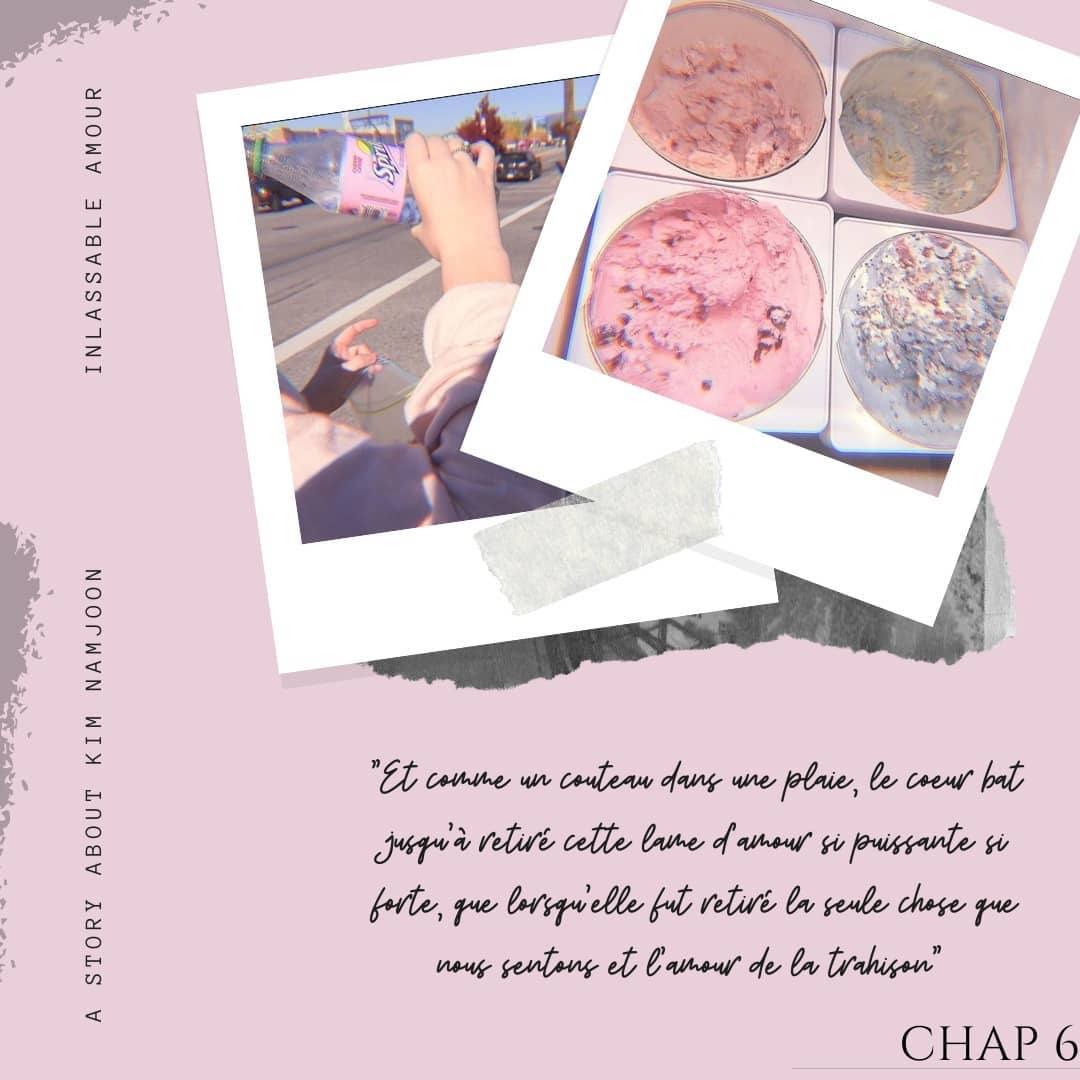 INLASSABLE AMOUR
A STORY ABOUT KIM NAMJOON
Sprite
"Et comme un couteau dans une plaie, le coeur bat
jusqu'à retiré cette lame d'amour si puissante si
forte, que lorsqu'elle fut retiré la seule chose que
nous sentons et l'amour de la trahison"
CHAP 6